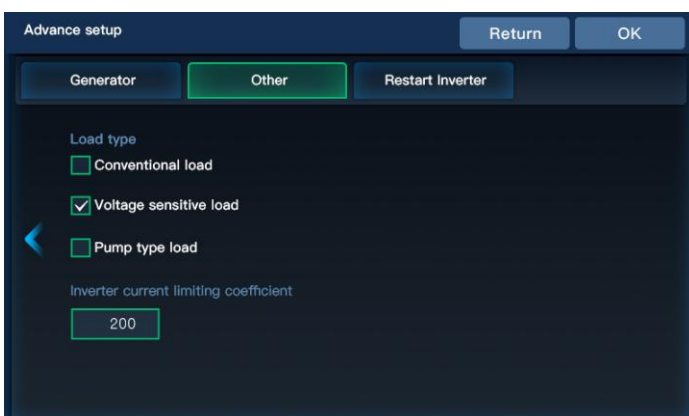 Advance setup
Return
OK
Generator
Other
Restart Inverter
Load type
Conventional load
Voltage sensitive load
Pump type load
Inverter current limiting coefficient
200